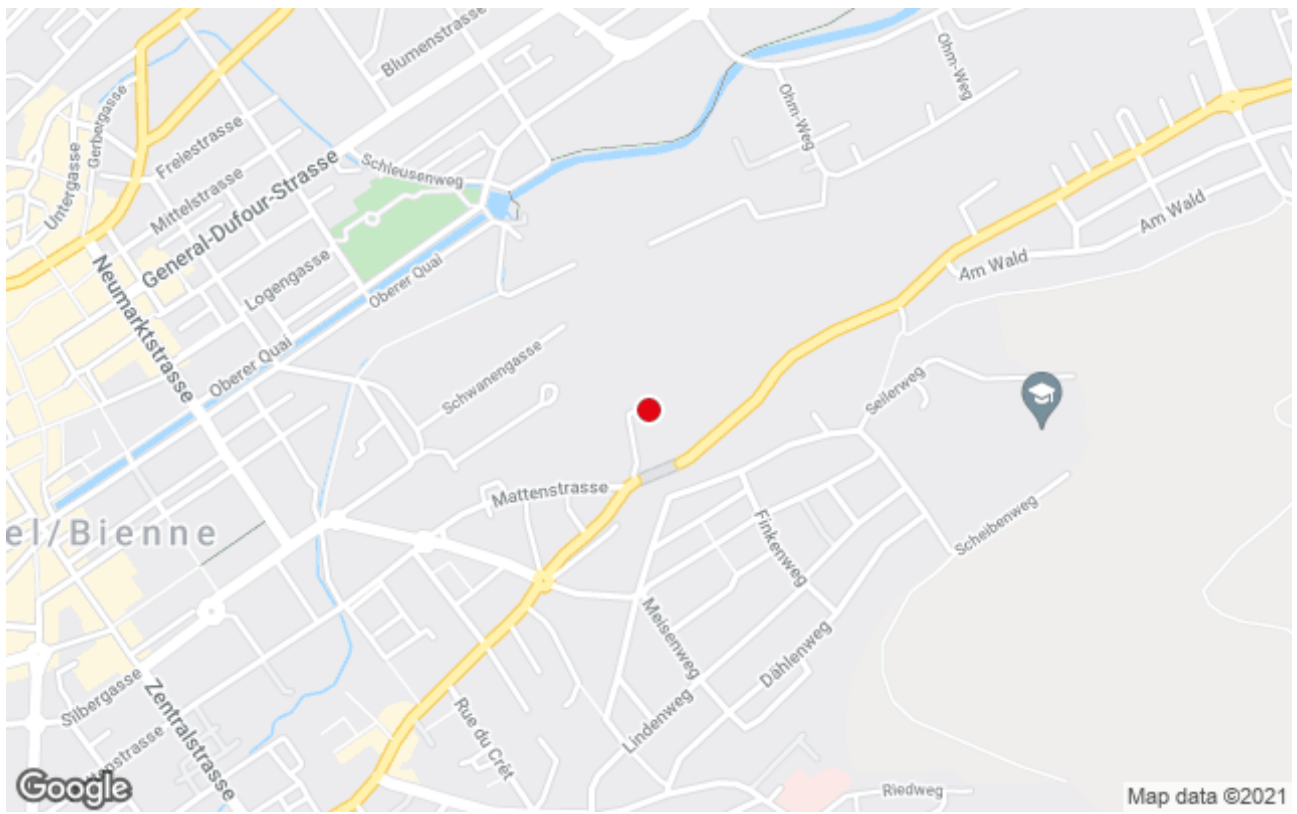 Blumenstrasse
Ohm-Weg
Ohm-Weg
Gerbergasse
Untergasse
Freiestrasse
Mittelstrasse
General-Dufour-Strasse
Schleusenweg
Am Wald
Am Wald
Neumarktstrasse
Logengasse
Oberer Quai
Oberer Quai
Schwanengasse
Seilerweg
Mattenstrasse
el/Bienne
Finkenweg
Scheibenweg
Meisenweg
Dählenweg
Lindenweg
Silbergasse
Zentralstrasse
Rue du Crêt
Riedweg
Google
Map data ©2021